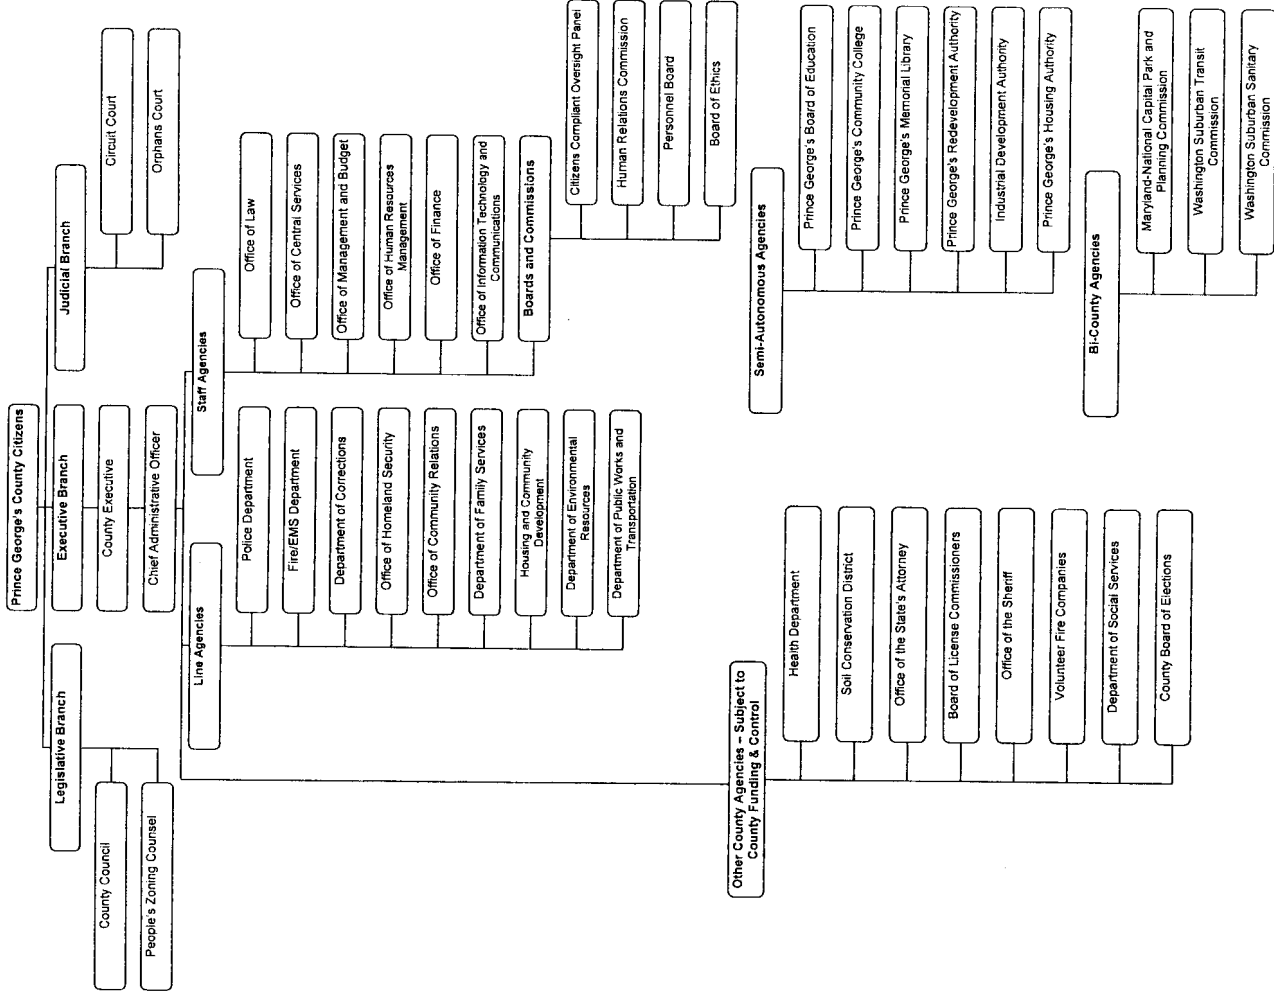 Prince George's County Citizens
Legislative Branch
County Council
People's Zoning Counsel
Executive Branch
County Executive
Chief Administrative Officer
Judicial Branch
Circuit Court
Orphans Court
Line Agencies
Police Department
Fire/EMS Department
Department of Corrections
Office of Homeland Security
Office of Community Relations
Department of Family Services
Housing and Community
Development
Department of Environmental
Resources
Department of Public Works and
Transportation
Staff Agencies
Office of Law
Office of Central Services
Office of Management and Budget
Office of Human Resources
Management
Office of Finance
Office of Information Technology and
Communications
Boards and Commissions
Citizens Compliant Oversight Panel
Human Relations Commission
Personnel Board
Board of Ethics
Other County Agencies – Subject to
County Funding & Control
Health Department
Soil Conservation District
Office of the State's Attorney
Board of License Commissioners
Office of the Sheriff
Volunteer Fire Companies
Department of Social Services
County Board of Elections
Semi-Autonomous Agencies
Prince George's Board of Education
Prince George's Community College
Prince George's Memorial Library
Prince George's Redevelopment Authority
Industrial Development Authority
Prince George's Housing Authority
Bi-County Agencies
Maryland-National Capital Park and
Planning Commission
Washington Suburban Transit
Commission
Washington Suburban Sanitary
Commission